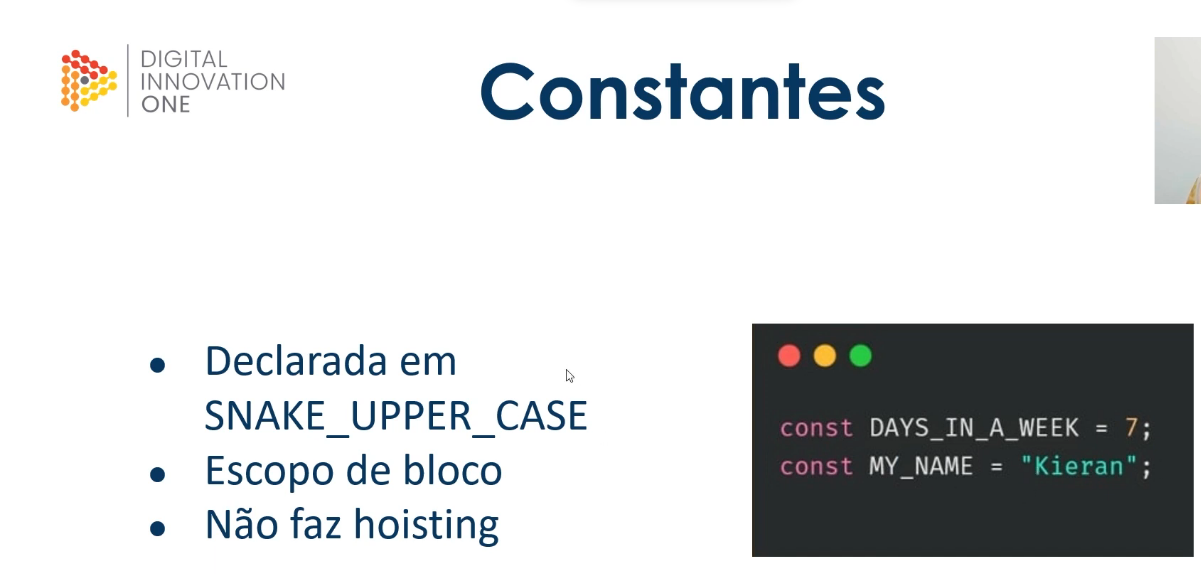 DIGITAL
INNOVATION
ONE
Constantes
• Declarada em
SNAKE_UPPER_CASE
• Escopo de bloco
• Não faz hoisting
const DAYS_IN_A_WEEK = 7;
const MY_NAME = "Kieran";